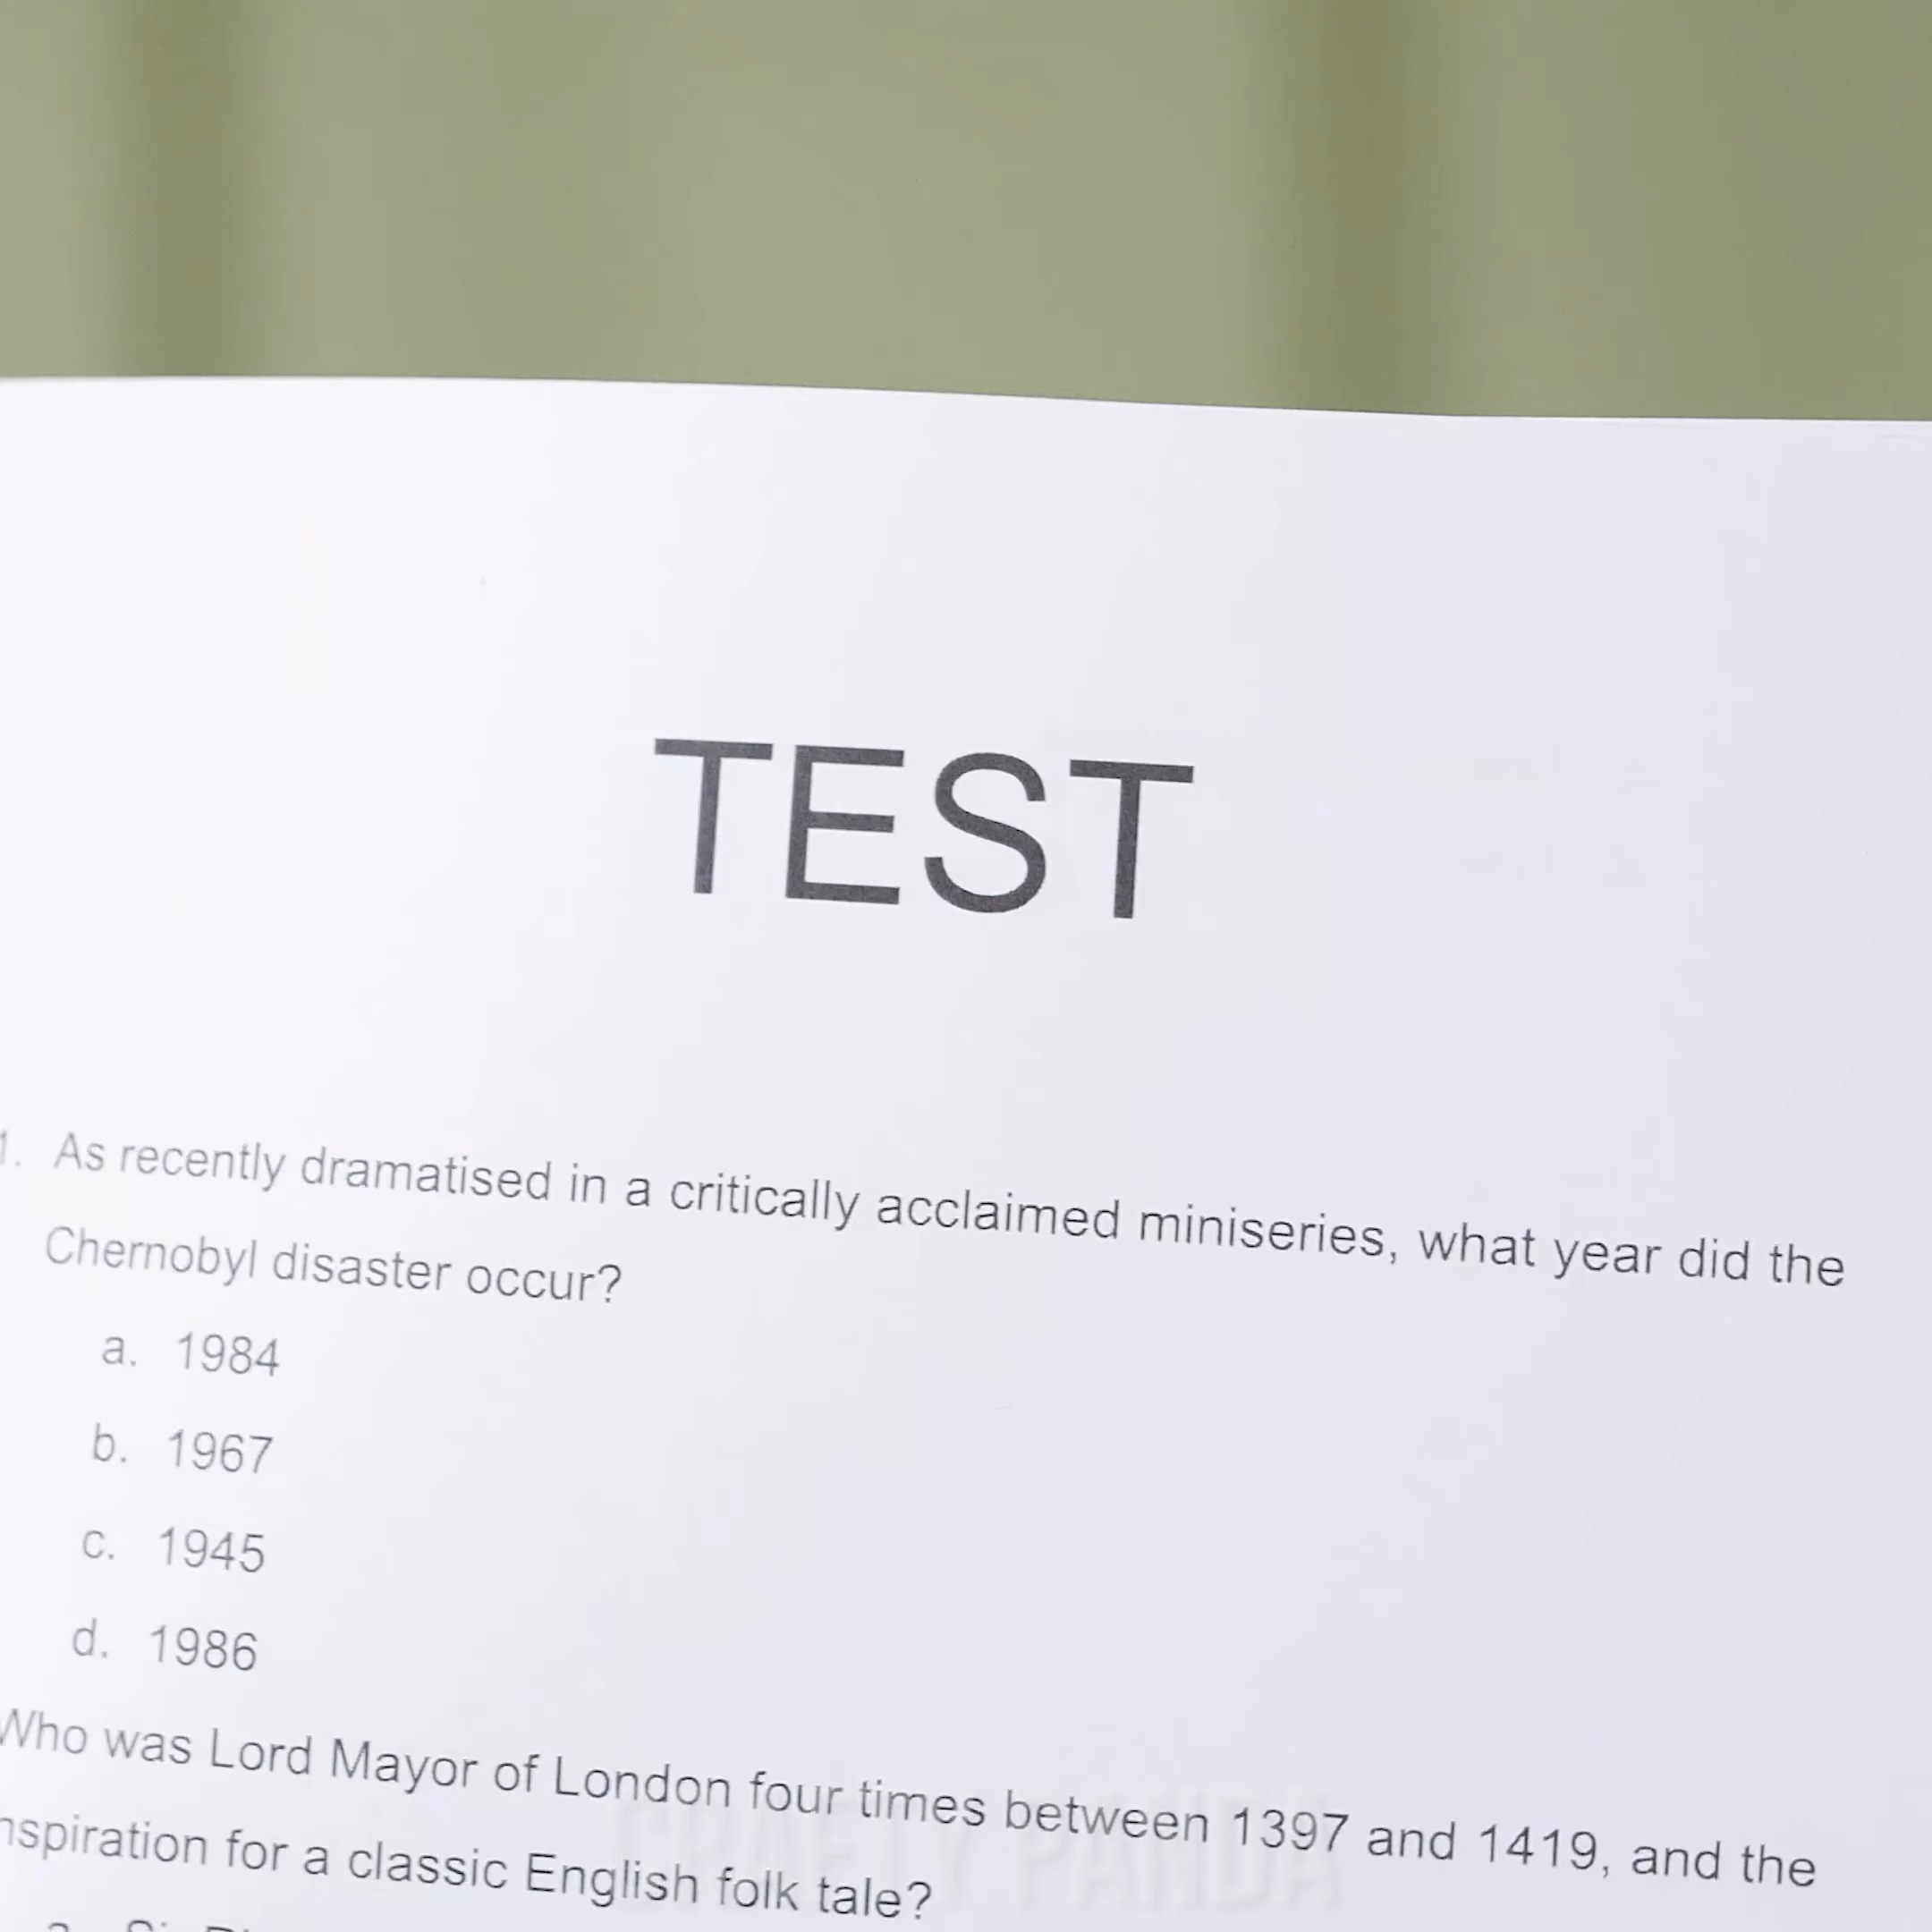 TEST
1. As recently dramatised in a critically acclaimed miniseries, what year did the
Chernobyl disaster occur?
a. 1984
b. 1967
c. 1945
d. 1986
Who was Lord Mayor of London four times between 1397 and 1419, and the
nspiration for a classic English folk tale?
CRAFTY PANDA